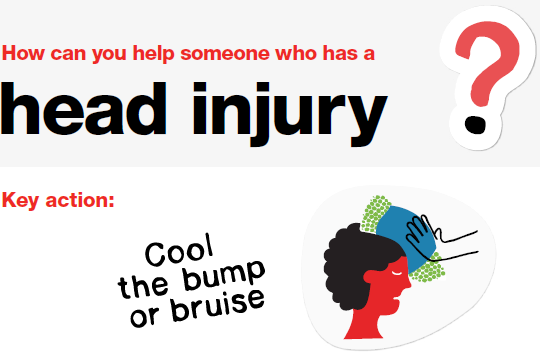 How can you help someone who has a
head injury
?
Key action:
Cool
the bump
or bruise